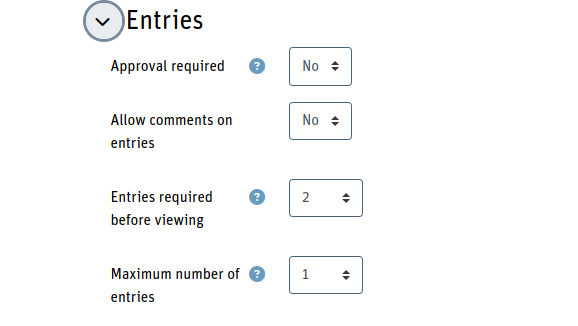 Entries
Approval required ? No
Allow comments on No
entries
Entries required ? 2
before viewing
Maximum number of ? 1
entries